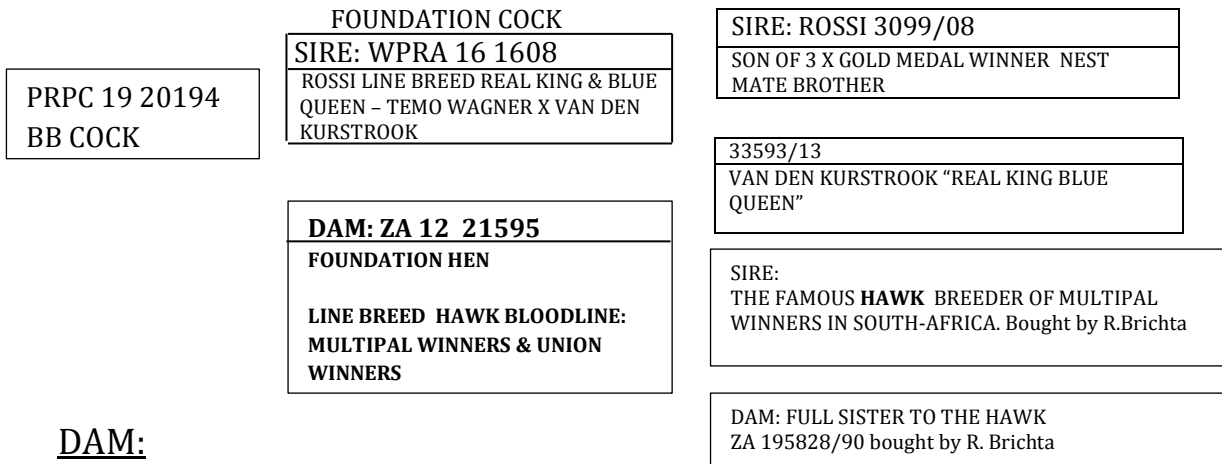 PRPC 19 20194
BB COCK
FOUNDATION COCK
SIRE: WPRA 16 1608
ROSSI LINE BREED REAL KING & BLUE
QUEEN – TEMO WAGNER X VAN DEN
KURSTROOK
DAM: ZA 12 21595
FOUNDATION HEN
LINE BREED HAWK BLOODLINE:
MULTIPAL WINNERS & UNION
WINNERS
SIRE: ROSSI 3099/08
SON OF 3 X GOLD MEDAL WINNER NEST
MATE BROTHER
33593/13
VAN DEN KURSTROOK “REAL KING BLUE
QUEEN”
SIRE:
THE FAMOUS HAWK BREEDER OF MULTIPAL
WINNERS IN SOUTH-AFRICA. Bought by R.Brichta
DAM: FULL SISTER TO THE HAWK
ZA 195828/90 bought by R. Brichta
DAM: